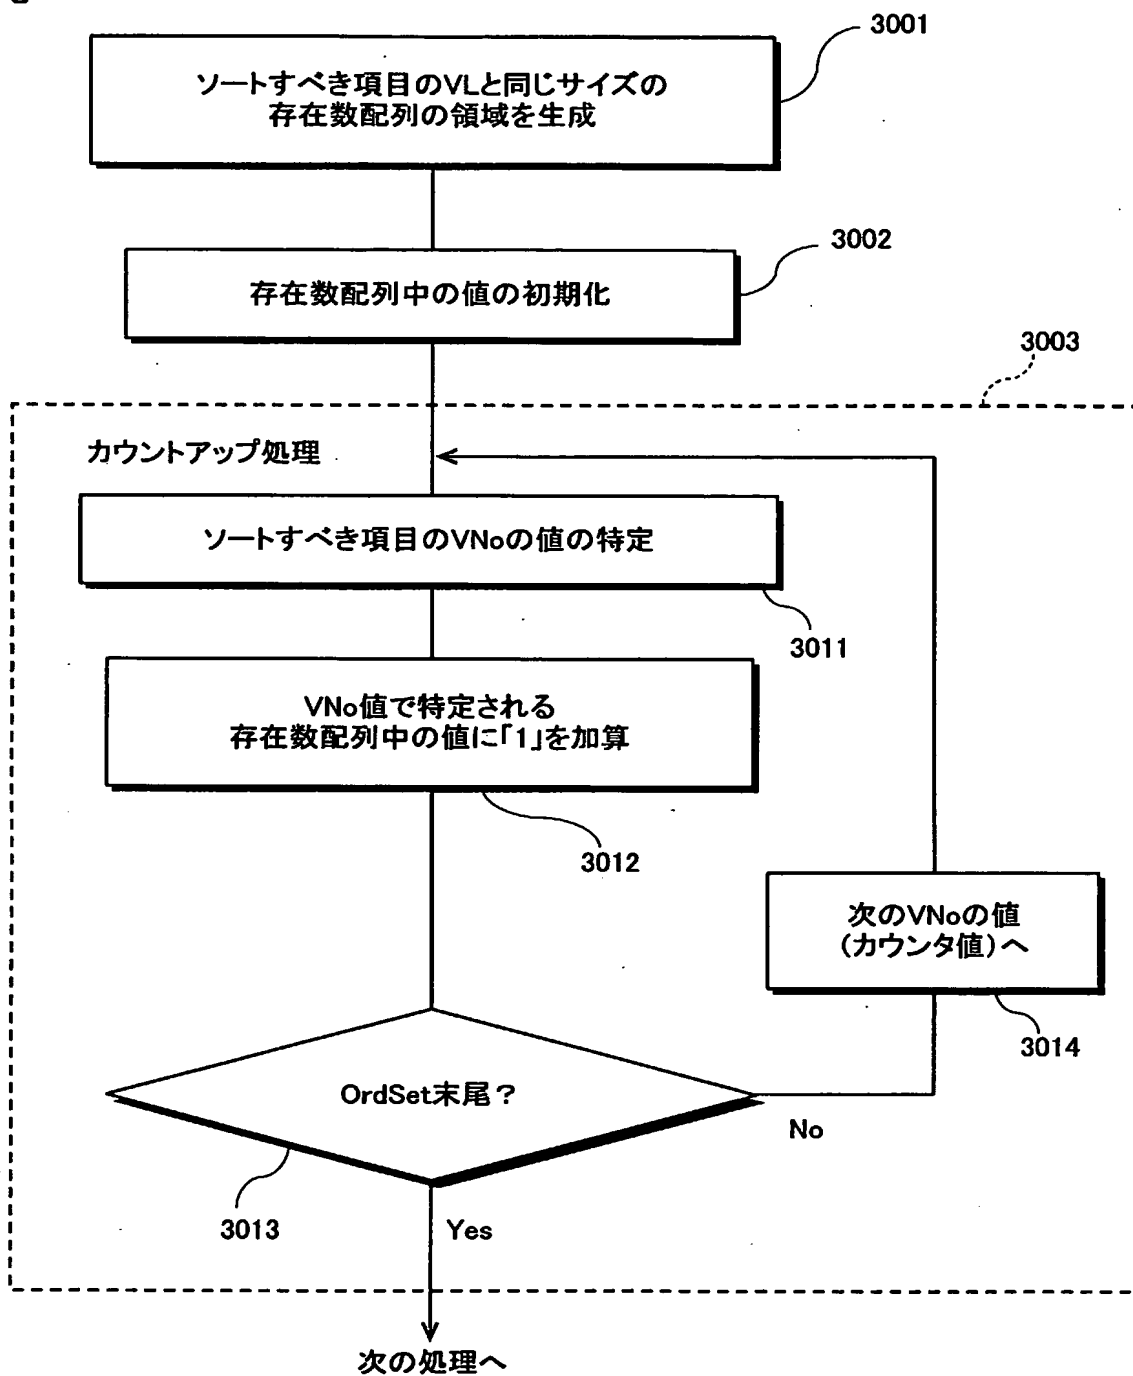 3001
ソートすべき項目のVLと同じサイズの
存在数配列の領域を生成
3002
存在数配列中の値の初期化
3003
カウントアップ処理
ソートすべき項目のVNoの値の特定
3011
VNo値で特定される
存在数配列中の値に「1」を加算
3012
次のVNoの値
(カウンタ値)へ
3014
OrdSet末尾?
No
3013
Yes
次の処理へ